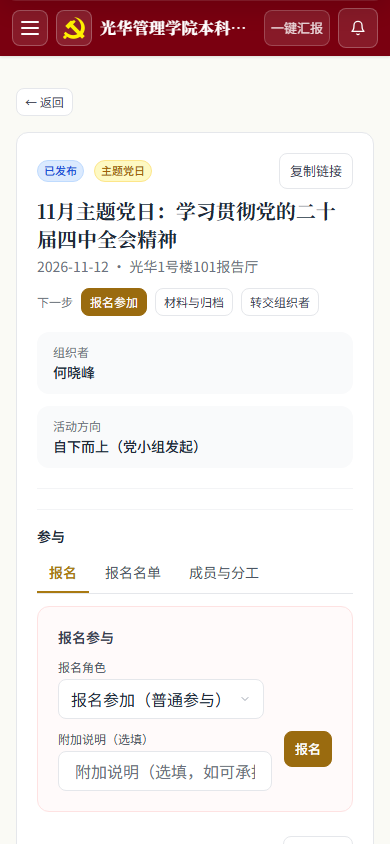 光华管理学院本科…
一键汇报
← 返回
已发布
主题党日
复制链接
11月主题党日：学习贯彻党的二十
届四中全会精神
2026-11-12 • 光华1号楼101报告厅
下一步
报名参加
材料与归档
转交组织者
组织者
何晓峰
活动方向
自下而上（党小组发起）
参与
报名
报名名单
成员与分工
报名参与
报名角色
报名参加（普通参与）
附加说明（选填）
报名
附加说明（选填，如可承担